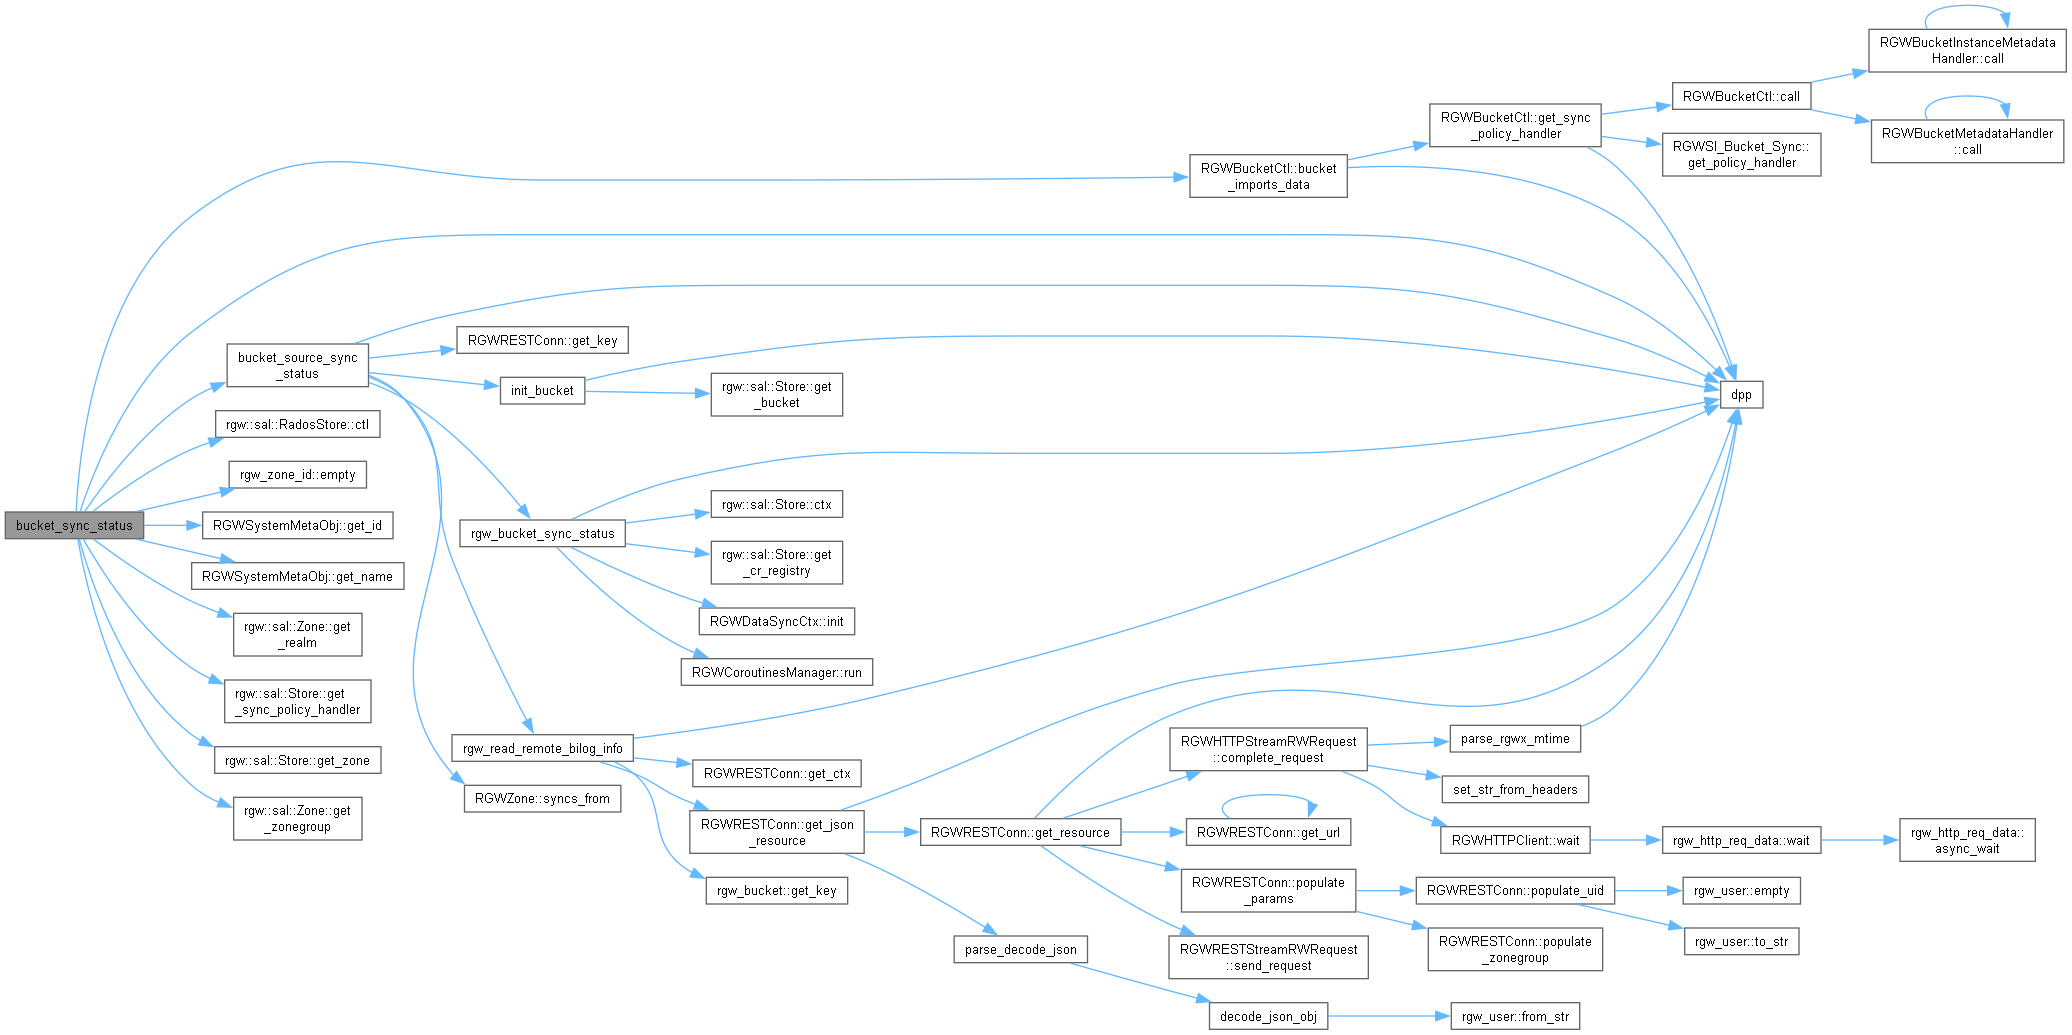 RGWBucketInstanceMetadata
Handler::call
RGWBucketCtl::call
RGWBucketCtl::get_sync
_policy_handler
RGWBucketMetadataHandler
::call
RGWSI_Bucket_Sync::
get_policy_handler
RGWBucketCtl::bucket
_imports_data
RGWRESTConn::get_key
bucket_source_sync
_status
init_bucket
rgw::sal::Store::get
_bucket
dpp
rgw::sal::RadosStore::ctl
rgw_zone_id::empty
rgw::sal::Store::ctx
bucket_sync_status
RGWSystemMetaObj::get_id
rgw_bucket_sync_status
rgw::sal::Store::get
_cr_registry
RGWSystemMetaObj::get_name
RGWDataSyncCtx::init
rgw::sal::Zone::get
_realm
RGWCoroutinesManager::run
rgw::sal::Store::get
_sync_policy_handler
rgw_read_remote_bilog_info
RGWHTTPStreamRWRequest
::complete_request
parse_rgwx_mtime
rgw::sal::Store::get_zone
RGWRESTConn::get_ctx
set_str_from_headers
RGWZone::syncs_from
rgw::sal::Zone::get
_zonegroup
RGWRESTConn::get_json
_resource
RGWRESTConn::get_resource
RGWRESTConn::get_url
RGWHTTPClient::wait
rgw_http_req_data::wait
rgw_http_req_data::
async_wait
rgw_bucket::get_key
RGWRESTConn::populate
_params
RGWRESTConn::populate_uid
rgw_user::empty
parse_decode_json
RGWRESTStreamRWRequest
::send_request
RGWRESTConn::populate
_zonegroup
rgw_user::to_str
decode_json_obj
rgw_user::from_str